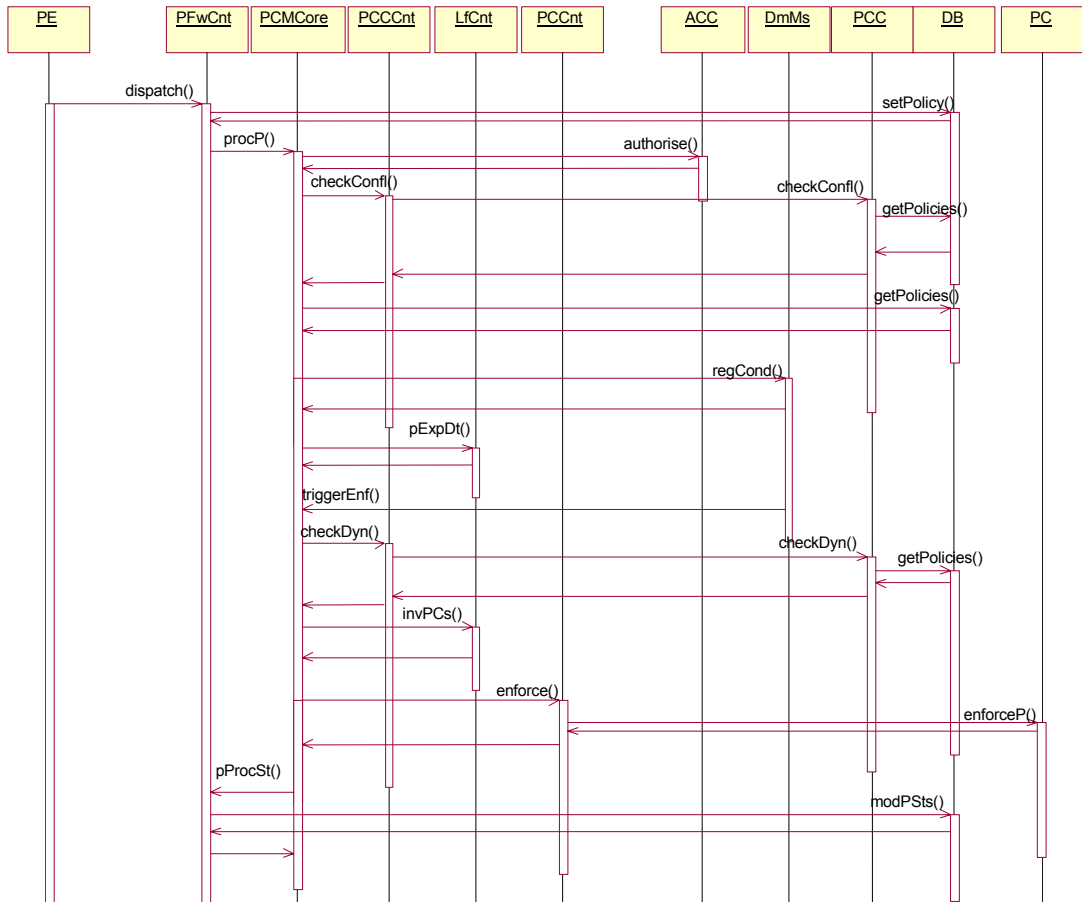 PE
PFwCnt
PCMCore
PCCCnt
LfCnt
PCCnt
ACC
DmMs
PCC
DB
PC
dispatch()
setPolicy()
procP()
authorise()
checkConfl()
checkConfl()
getPolicies()
getPolicies()
regCond()
pExpDt()
triggerEnf()
checkDyn()
checkDyn()
getPolicies()
invPCs()
enforce()
enforceP()
pProcSt()
modPSts()